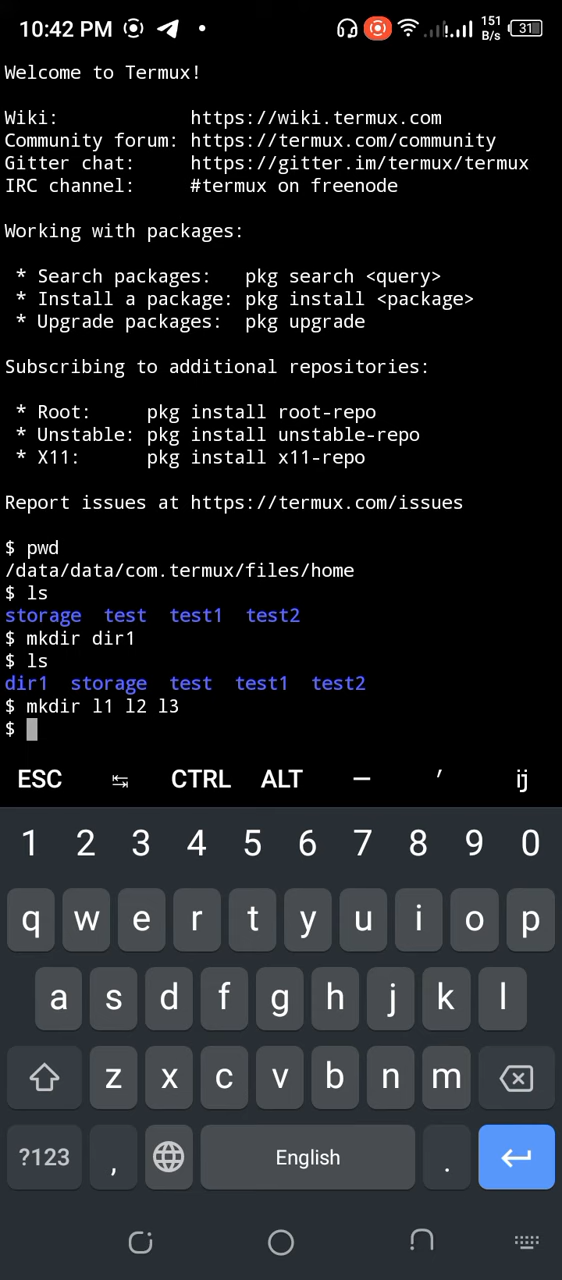 10:42 PM
151
B/s
31
Welcome to Termux!
Wiki: https://wiki.termux.com
Community forum: https://termux.com/community
Gitter chat: https://gitter.im/termux/termux
IRC channel: #termux on freenode
Working with packages:
* Search packages: pkg search <query>
* Install a package: pkg install <package>
* Upgrade packages: pkg upgrade
Subscribing to additional repositories:
* Root: pkg install root-repo
* Unstable: pkg install unstable-repo
* X11: pkg install x11-repo
Report issues at https://termux.com/issues
$ pwd
/data/data/com.termux/files/home
$ ls
storage test test1 test2
$ mkdir dir1
$ ls
dir1 storage test test1 test2
$ mkdir l1 l2 l3
$
ESC CTRL ALT — ′ ij
1 2 3 4 5 6 7 8 9 0
q w e r t y u i o p
a s d f g h j k l
z x c v b n m
?123 , English .